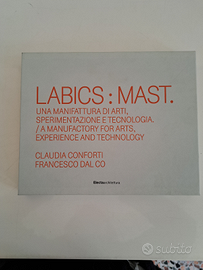 LABICS : MAST.
UNA MANIFATTURA DI ARTI,
SPERIMENTAZIONE E TECNOLOGIA.
/ A MANUFACTORY FOR ARTS,
EXPERIENCE AND TECHNOLOGY
CLAUDIA CONFORTI
FRANCESCO DAL CO
Electaarchitettura
subito